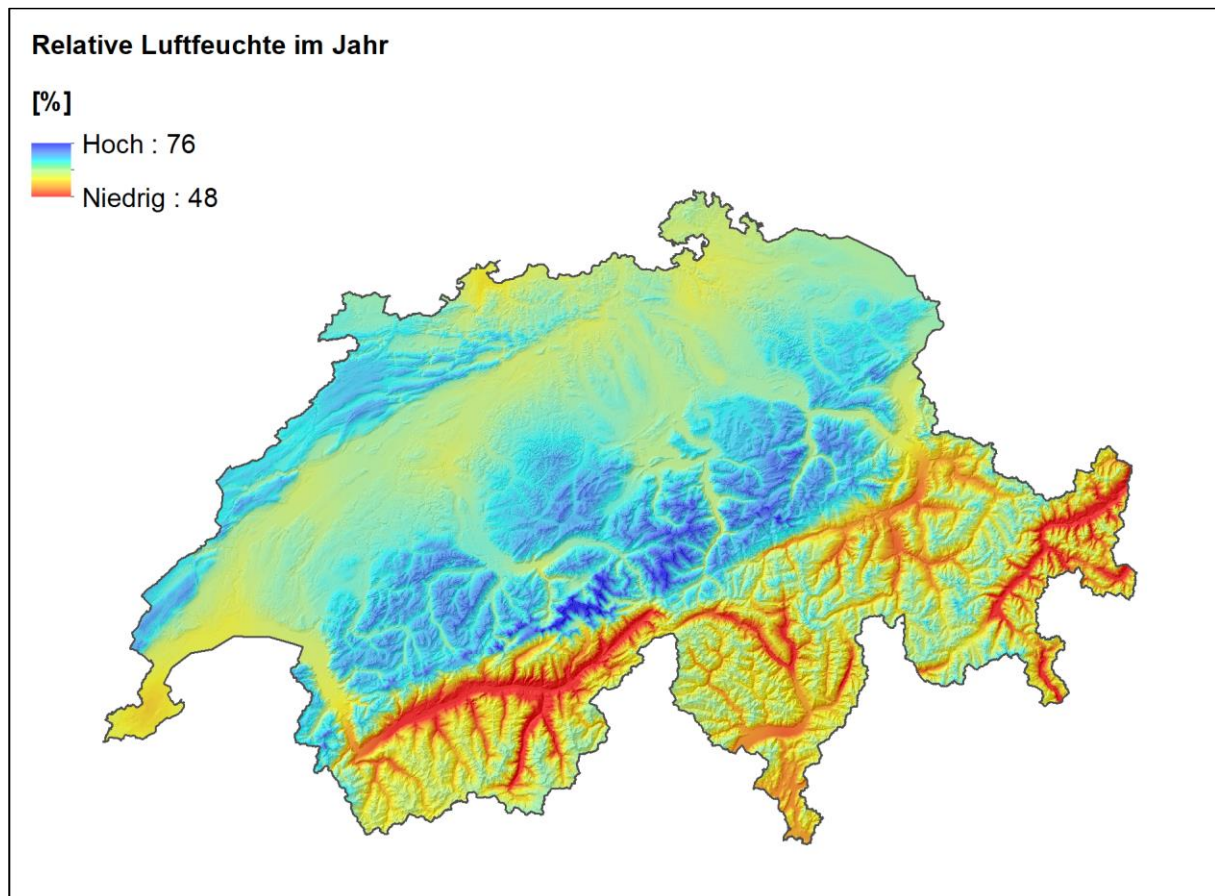 Relative Luftfeuchte im Jahr
[%]
Hoch : 76
Niedrig : 48